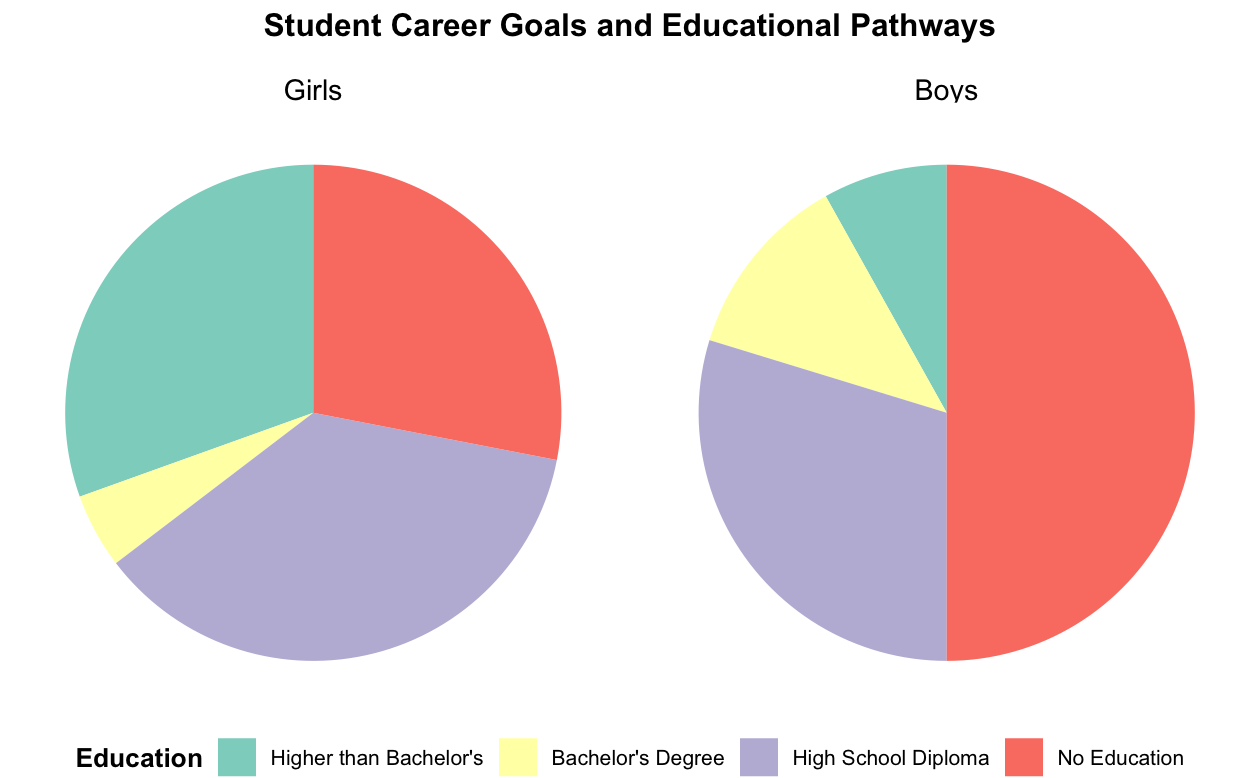 Student Career Goals and Educational Pathways
Girls
Boys
Education
Higher than Bachelor's
Bachelor's Degree
High School Diploma
No Education